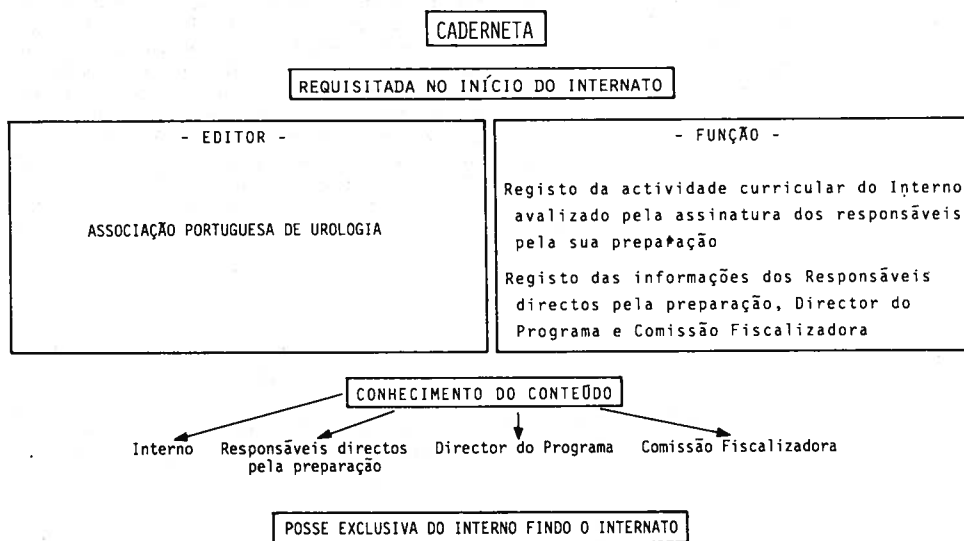 CADERNETA
REQUISITADA NO INÍCIO DO INTERNATO
- EDITOR -
ASSOCIAÇÃO PORTUGUESA DE UROLOGIA
- FUNÇÃO -
Registo da actividade curricular do Interno
avalizado pela assinatura dos responsáveis
pela sua preparação
Registo das informações dos Responsáveis
directos pela preparação, Director do
Programa e Comissão Fiscalizadora
CONHECIMENTO DO CONTEÚDO
Interno
Responsáveis directos
pela preparação
Director do Programa
Comissão Fiscalizadora
POSSE EXCLUSIVA DO INTERNO FINDO O INTERNATO